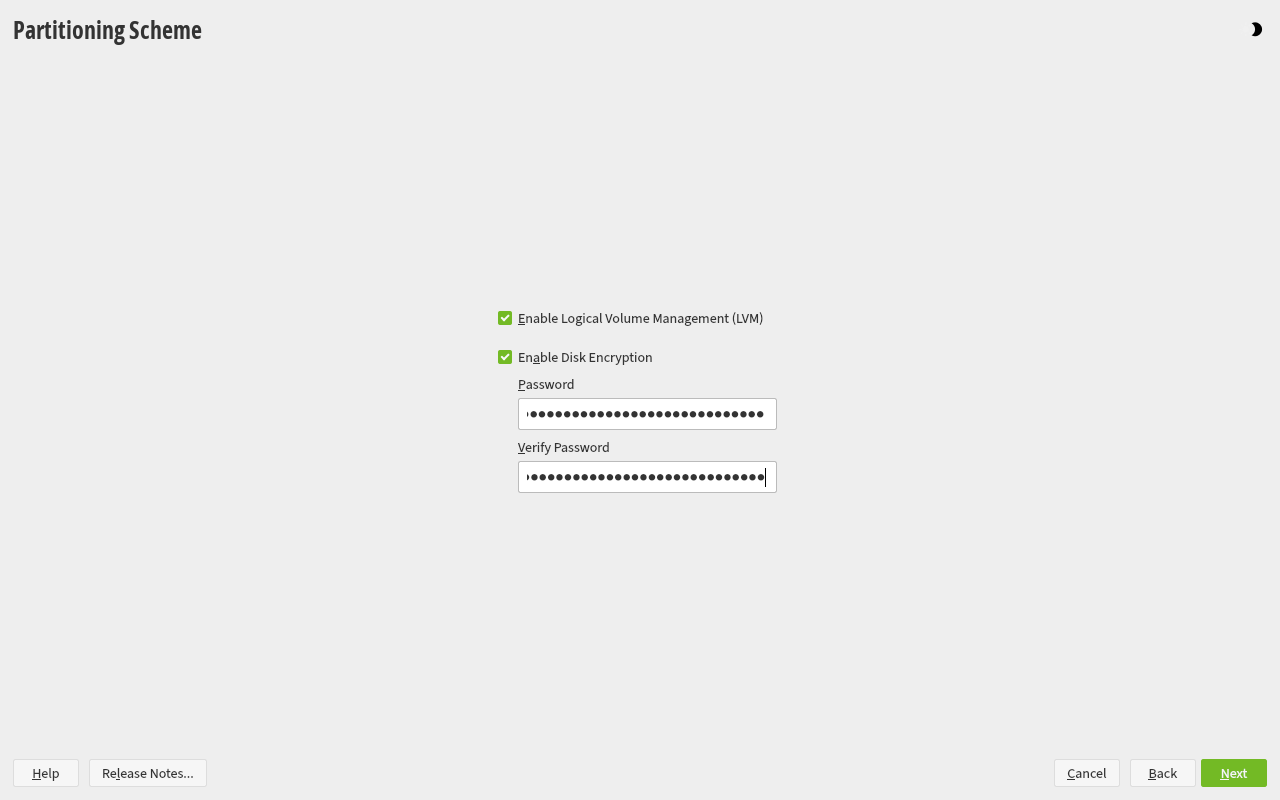 Partitioning Scheme
Enable Logical Volume Management (LVM)
Enable Disk Encryption
Password
●●●●●●●●●●●●●●●●●●●●●●●●●●●●●
Verify Password
●●●●●●●●●●●●●●●●●●●●●●●●●●●●●
Help
Release Notes...
Cancel
Back
Next